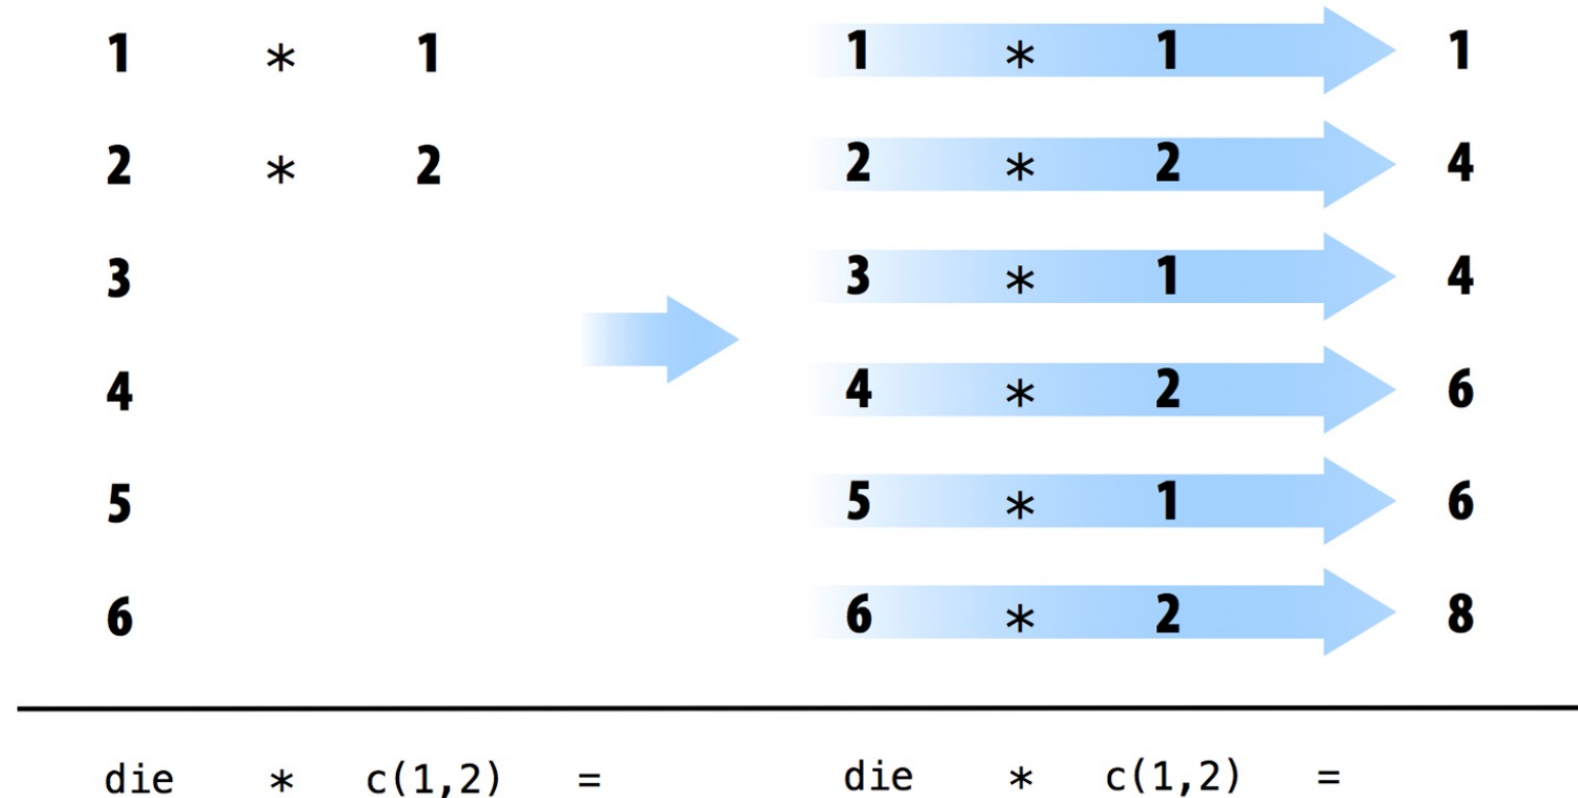 1 * 1 1 * 1 1
2 * 2 2 * 2 4
3 3 * 1 4
4 4 * 2 6
5 5 * 1 6
6 6 * 2 8
die * c(1,2) = die * c(1,2) =